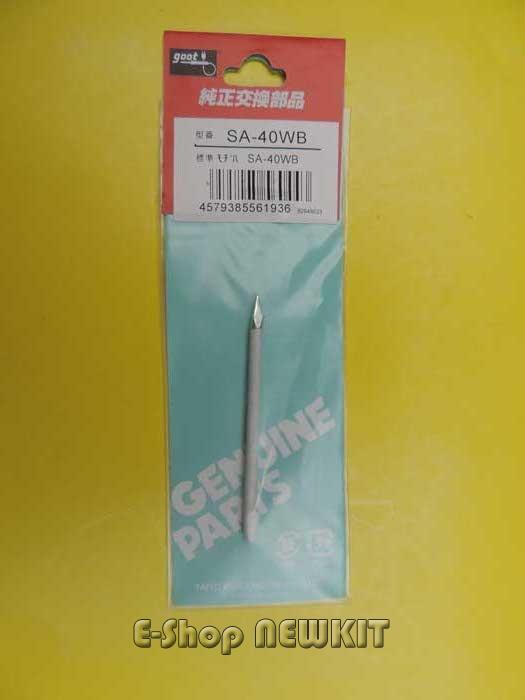 goot
純正交換部品
型番 SA-40WB
標準 ﾓﾃﾞﾙ SA-40WB
4579385561936
GENUINE
PARTS
E-Shop NEWKIT